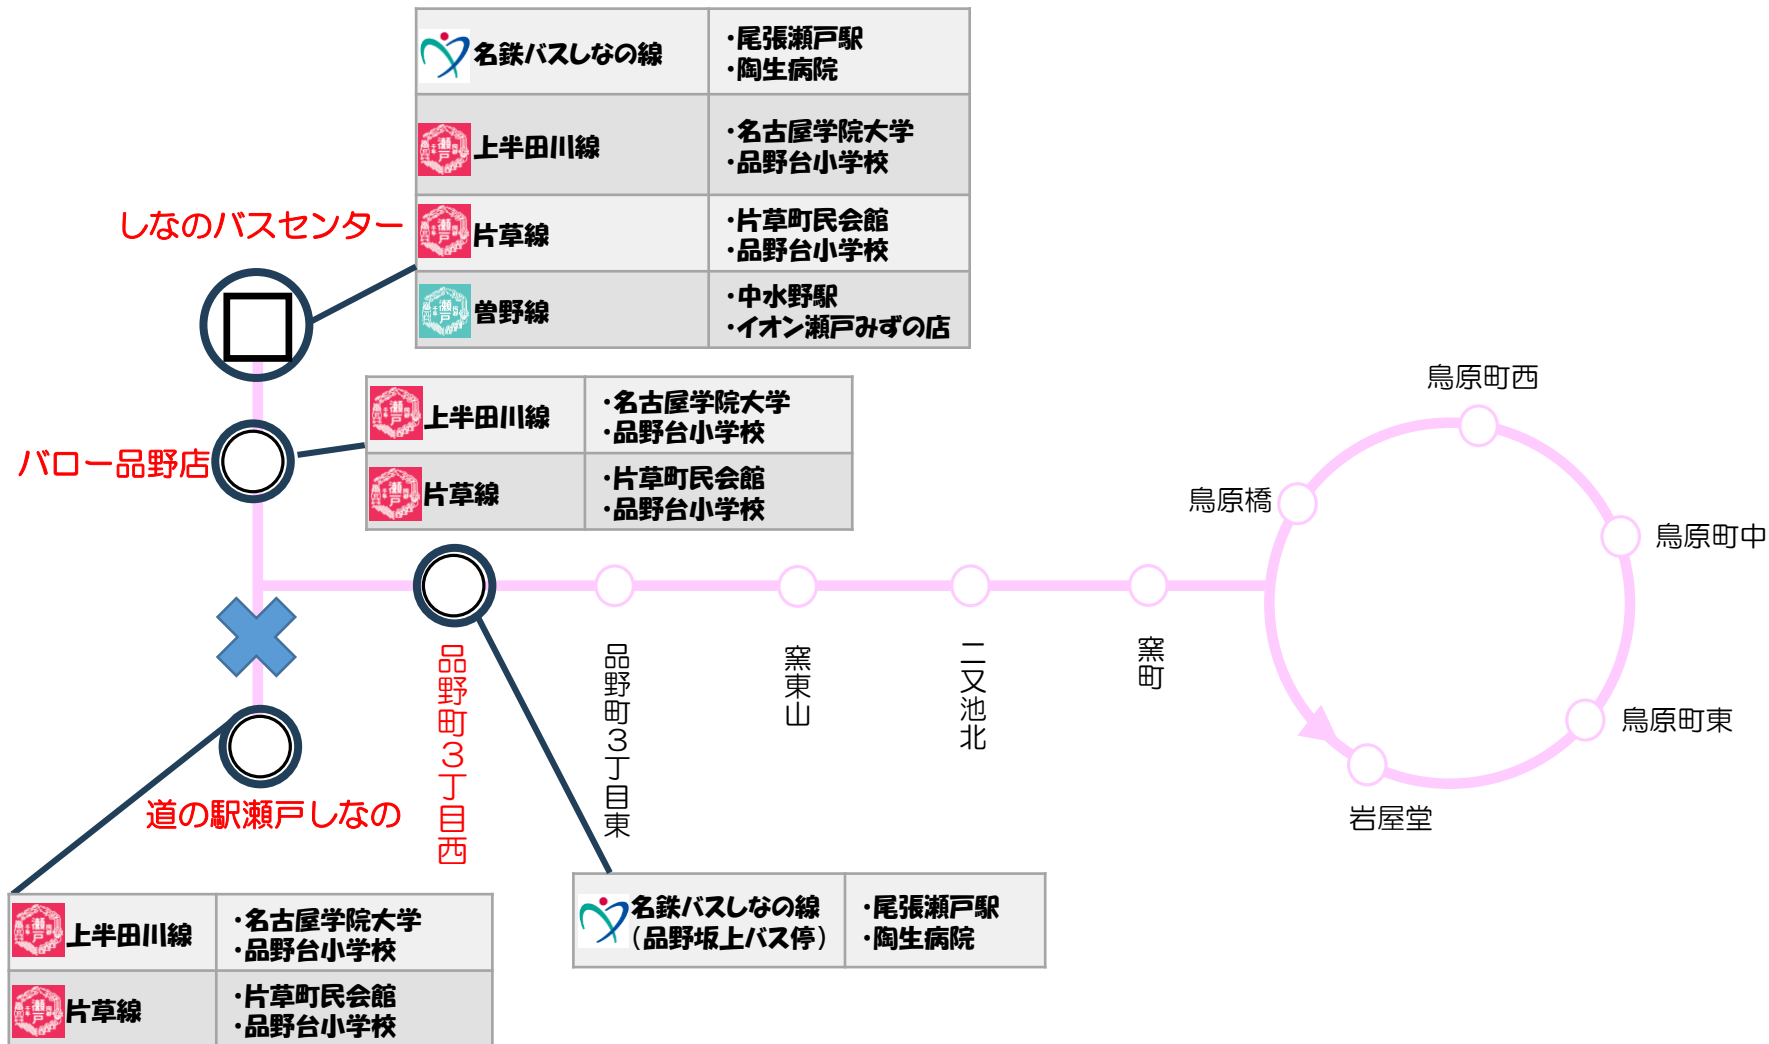 名鉄バスしなの線
・尾張瀬戸駅
・陶生病院
上半田川線
・名古屋学院大学
・品野台小学校
しなのバスセンター
片草線
・片草町民会館
・品野台小学校
曽野線
・中水野駅
・イオン瀬戸みずの店
上半田川線
・名古屋学院大学
・品野台小学校
バロー品野店
片草線
・片草町民会館
・品野台小学校
鳥原町西
鳥原橋
鳥原町中
鳥原町東
岩屋堂
品野町3丁目西
品野町3丁目東
窯東山
二又池北
窯町
道の駅瀬戸しなの
名鉄バスしなの線
(品野坂上バス停)
・尾張瀬戸駅
・陶生病院
上半田川線
・名古屋学院大学
・品野台小学校
片草線
・片草町民会館
・品野台小学校